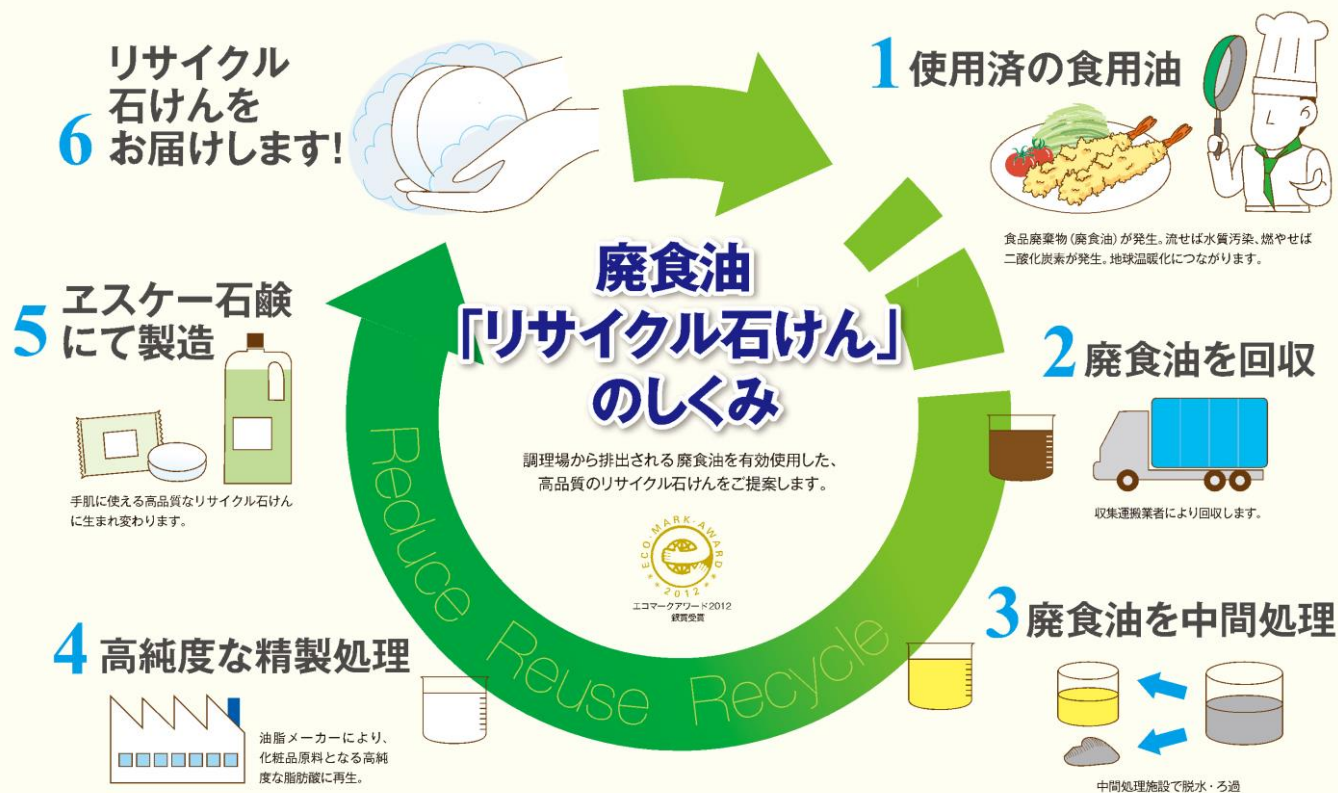 廃食油
「リサイクル石けん」
のしくみ
調理場から排出される廃食油を有効使用した、
高品質のリサイクル石けんをご提案します。
ECO・MARK・AWARD
2012
エコマークアワード2012
銀賞受賞
1 使用済の食用油
食品廃棄物(廃食油)が発生。流せば水質汚染、燃やせば
二酸化炭素が発生。地球温暖化につながります。
2 廃食油を回収
収集運搬業者により回収します。
3 廃食油を中間処理
中間処理施設で脱水・ろ過
4 高純度な精製処理
油脂メーカーにより、
化粧品原料となる高純
度な脂肪酸に再生。
5 ヱスケー石鹸
にて製造
手肌に使える高品質なリサイクル石けん
に生まれ変わります。
6 リサイクル
石けんを
お届けします!
Reduce Reuse Recycle